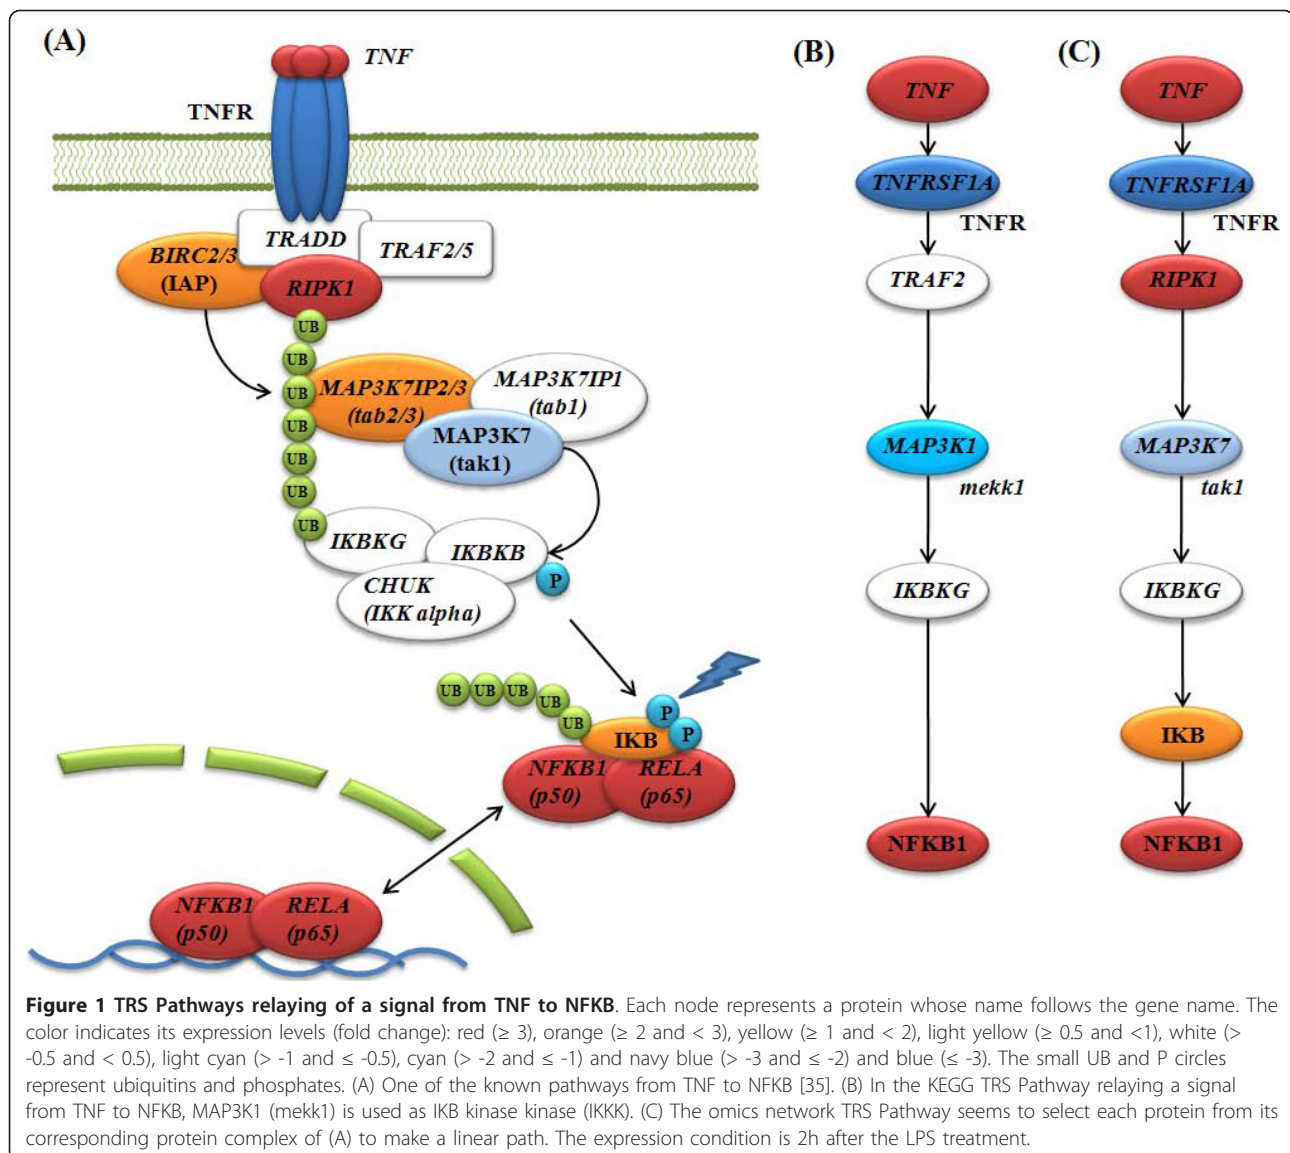 (A)
TNF
TNFR
TRADD
TRAF2/5
BIRC2/3
(IAP)
RIPK1
UB
UB
UB
UB
UB
UB
UB
MAP3K7IP2/3
(tab2/3)
MAP3K7IP1
(tab1)
MAP3K7
(tak1)
IKBKG
IKBKB
CHUK
(IKK alpha)
P
UB
UB
UB
UB
UB
P
P
IKB
NFKB1
(p50)
RELA
(p65)
NFKB1
(p50)
RELA
(p65)
(B)
TNF
TNFRSF1A
TNFR
TRAF2
MAP3K1
mekk1
IKBKG
NFKB1
(C)
TNF
TNFRSF1A
TNFR
RIPK1
MAP3K7
tak1
IKBKG
IKB
NFKB1
Figure 1 TRS Pathways relaying of a signal from TNF to NFKB. Each node represents a protein whose name follows the gene name. The
color indicates its expression levels (fold change): red (≥ 3), orange (≥ 2 and < 3), yellow (≥ 1 and < 2), light yellow (≥ 0.5 and <1), white (>
-0.5 and < 0.5), light cyan (> -1 and ≤ -0.5), cyan (> -2 and ≤ -1) and navy blue (> -3 and ≤ -2) and blue (≤ -3). The small UB and P circles
represent ubiquitins and phosphates. (A) One of the known pathways from TNF to NFKB [35]. (B) In the KEGG TRS Pathway relaying a signal
from TNF to NFKB, MAP3K1 (mekk1) is used as IKB kinase kinase (IKKK). (C) The omics network TRS Pathway seems to select each protein from its
corresponding protein complex of (A) to make a linear path. The expression condition is 2h after the LPS treatment.